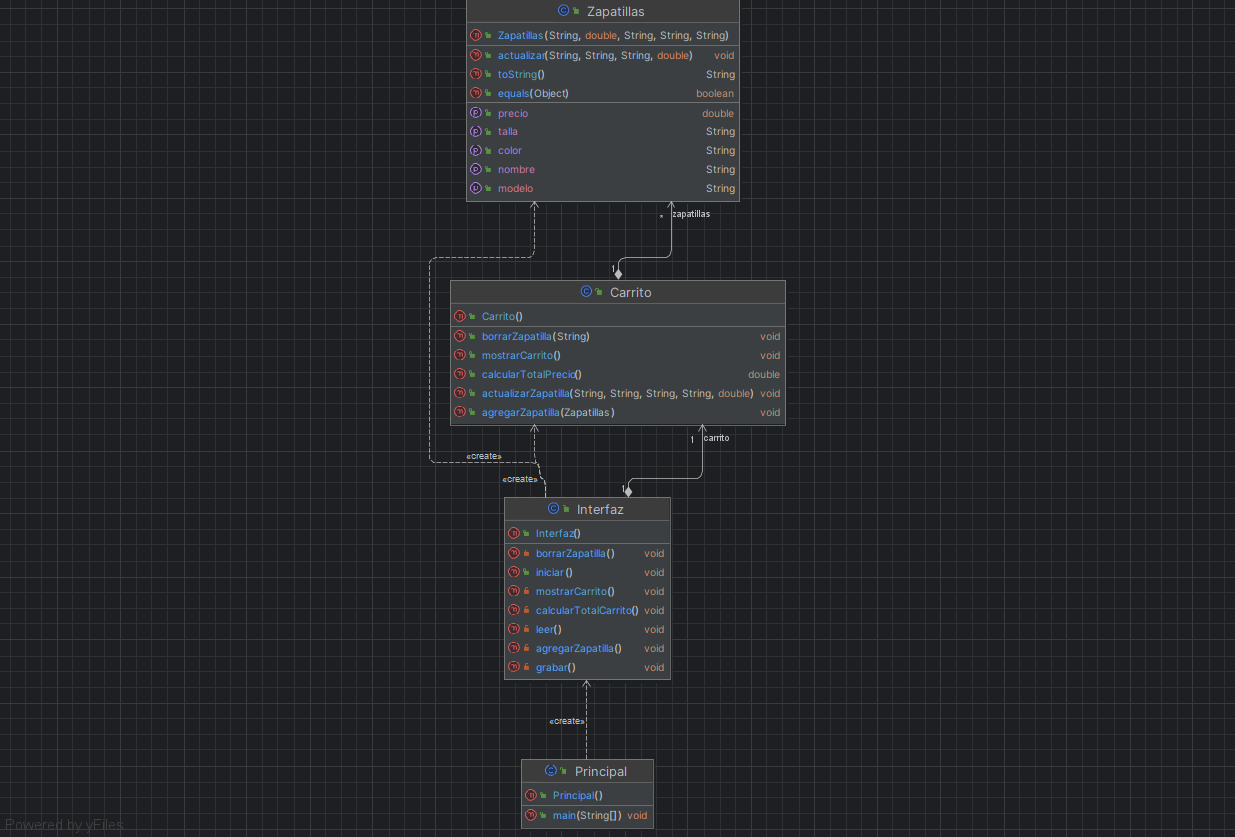 Zapatillas
Zapatillas(String, double, String, String, String)
actualizar(String, String, String, double) void
toString() String
equals(Object) boolean
precio double
talla String
color String
nombre String
modelo String
* zapatillas
1
Carrito
Carrito()
borrarZapatilla(String) void
mostrarCarrito() void
calcularTotalPrecio() double
actualizarZapatilla(String, String, String, String, double) void
agregarZapatilla(Zapatillas) void
1 carrito
«create»
«create»
1
Interfaz
Interfaz()
borrarZapatilla() void
iniciar() void
mostrarCarrito() void
calcularTotalCarrito() void
leer() void
agregarZapatilla() void
grabar() void
«create»
Principal
Principal()
main(String[]) void
Powered by yFiles